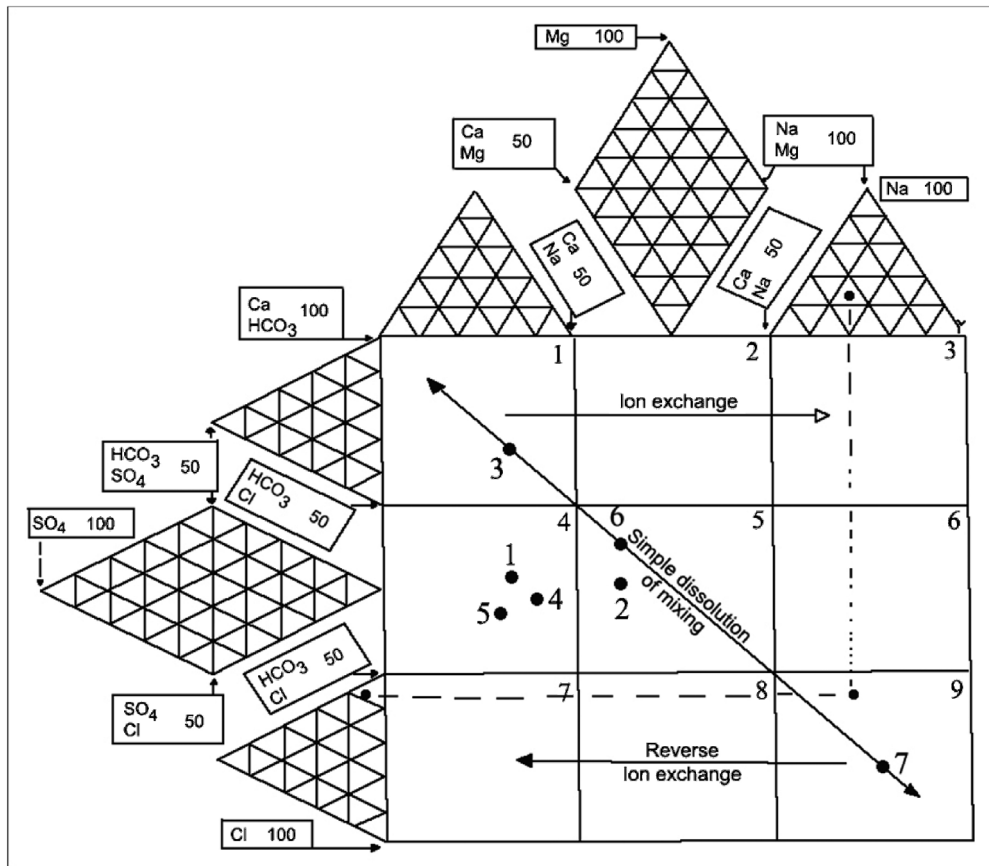 Mg 100
Ca
Mg 50
Na
Mg 100
Na 100
Ca
Na 50
Ca
Na 50
Ca
HCO3 100
1
2
3
Ion exchange
3
HCO3
SO4 50
HCO3
Cl 50
SO4 100
4
5
6
6
Simple dissolution
of mixing
1
2
4
5
HCO3
Cl 50
SO4
Cl 50
7
8
9
Reverse
Ion exchange
7
Cl 100